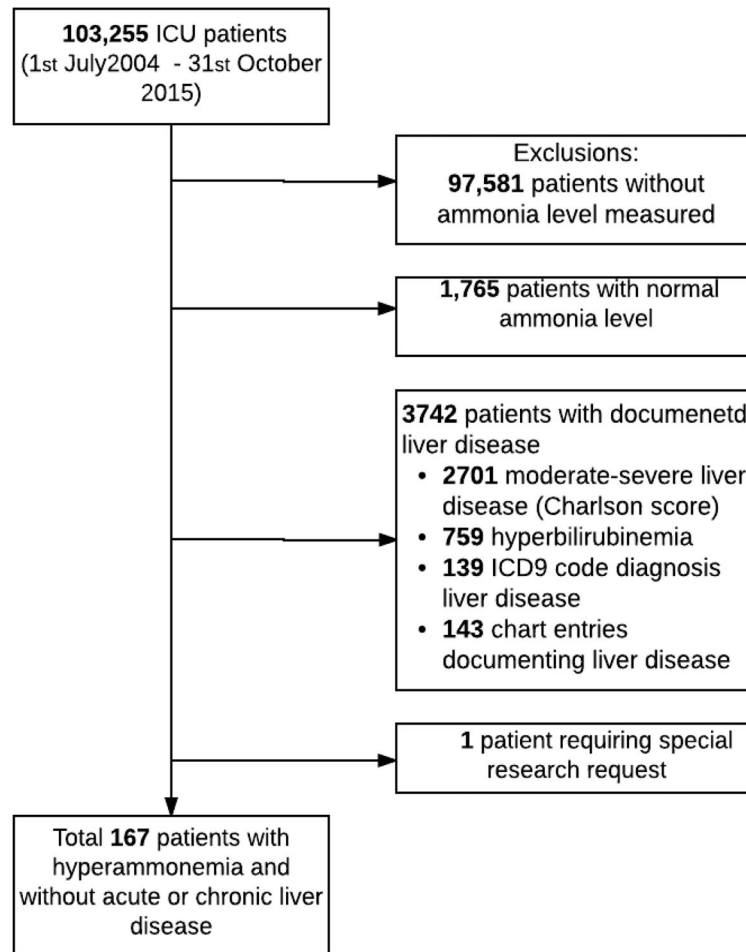 103,255 ICU patients
(1st July2004 - 31st October
2015)
Exclusions:
97,581 patients without
ammonia level measured
1,765 patients with normal
ammonia level
3742 patients with documenetd
liver disease
• 2701 moderate-severe liver
disease (Charlson score)
• 759 hyperbilirubinemia
• 139 ICD9 code diagnosis
liver disease
• 143 chart entries
documenting liver disease
1 patient requiring special
research request
Total 167 patients with
hyperammonemia and
without acute or chronic liver
disease